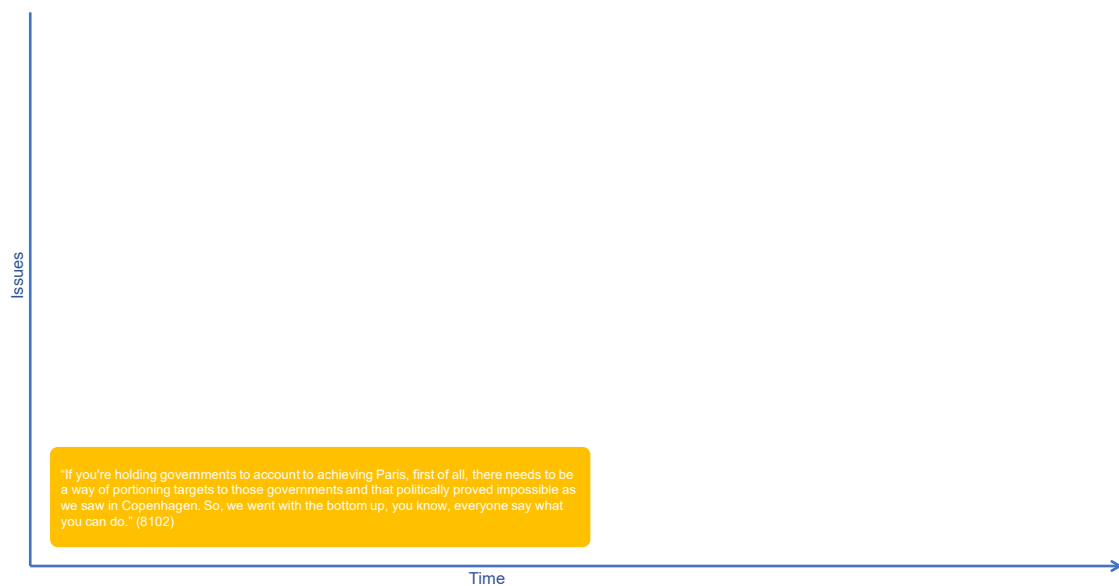 Issues
“If you're holding governments to account to achieving Paris, first of all, there needs to be
a way of portioning targets to those governments and that politically proved impossible as
we saw in Copenhagen. So, we went with the bottom up, you know, everyone say what
you can do.” (8102)
Time